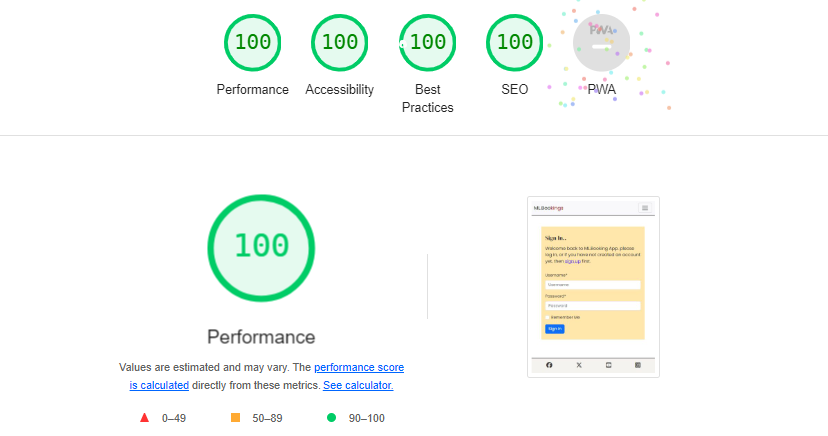 100 100 100 100 PWA
Performance Accessibility Best Practices SEO PWA
100
Performance
Values are estimated and may vary. The performance score
is calculated directly from these metrics. See calculator.
0–49 50–89 90–100
MLBookings
Sign In..
Welcome back to MLBooking App, please
log in, or if you have not created an account
yet, then sign up first.
Username*
Username
Password*
Password
Remember Me
Sign In